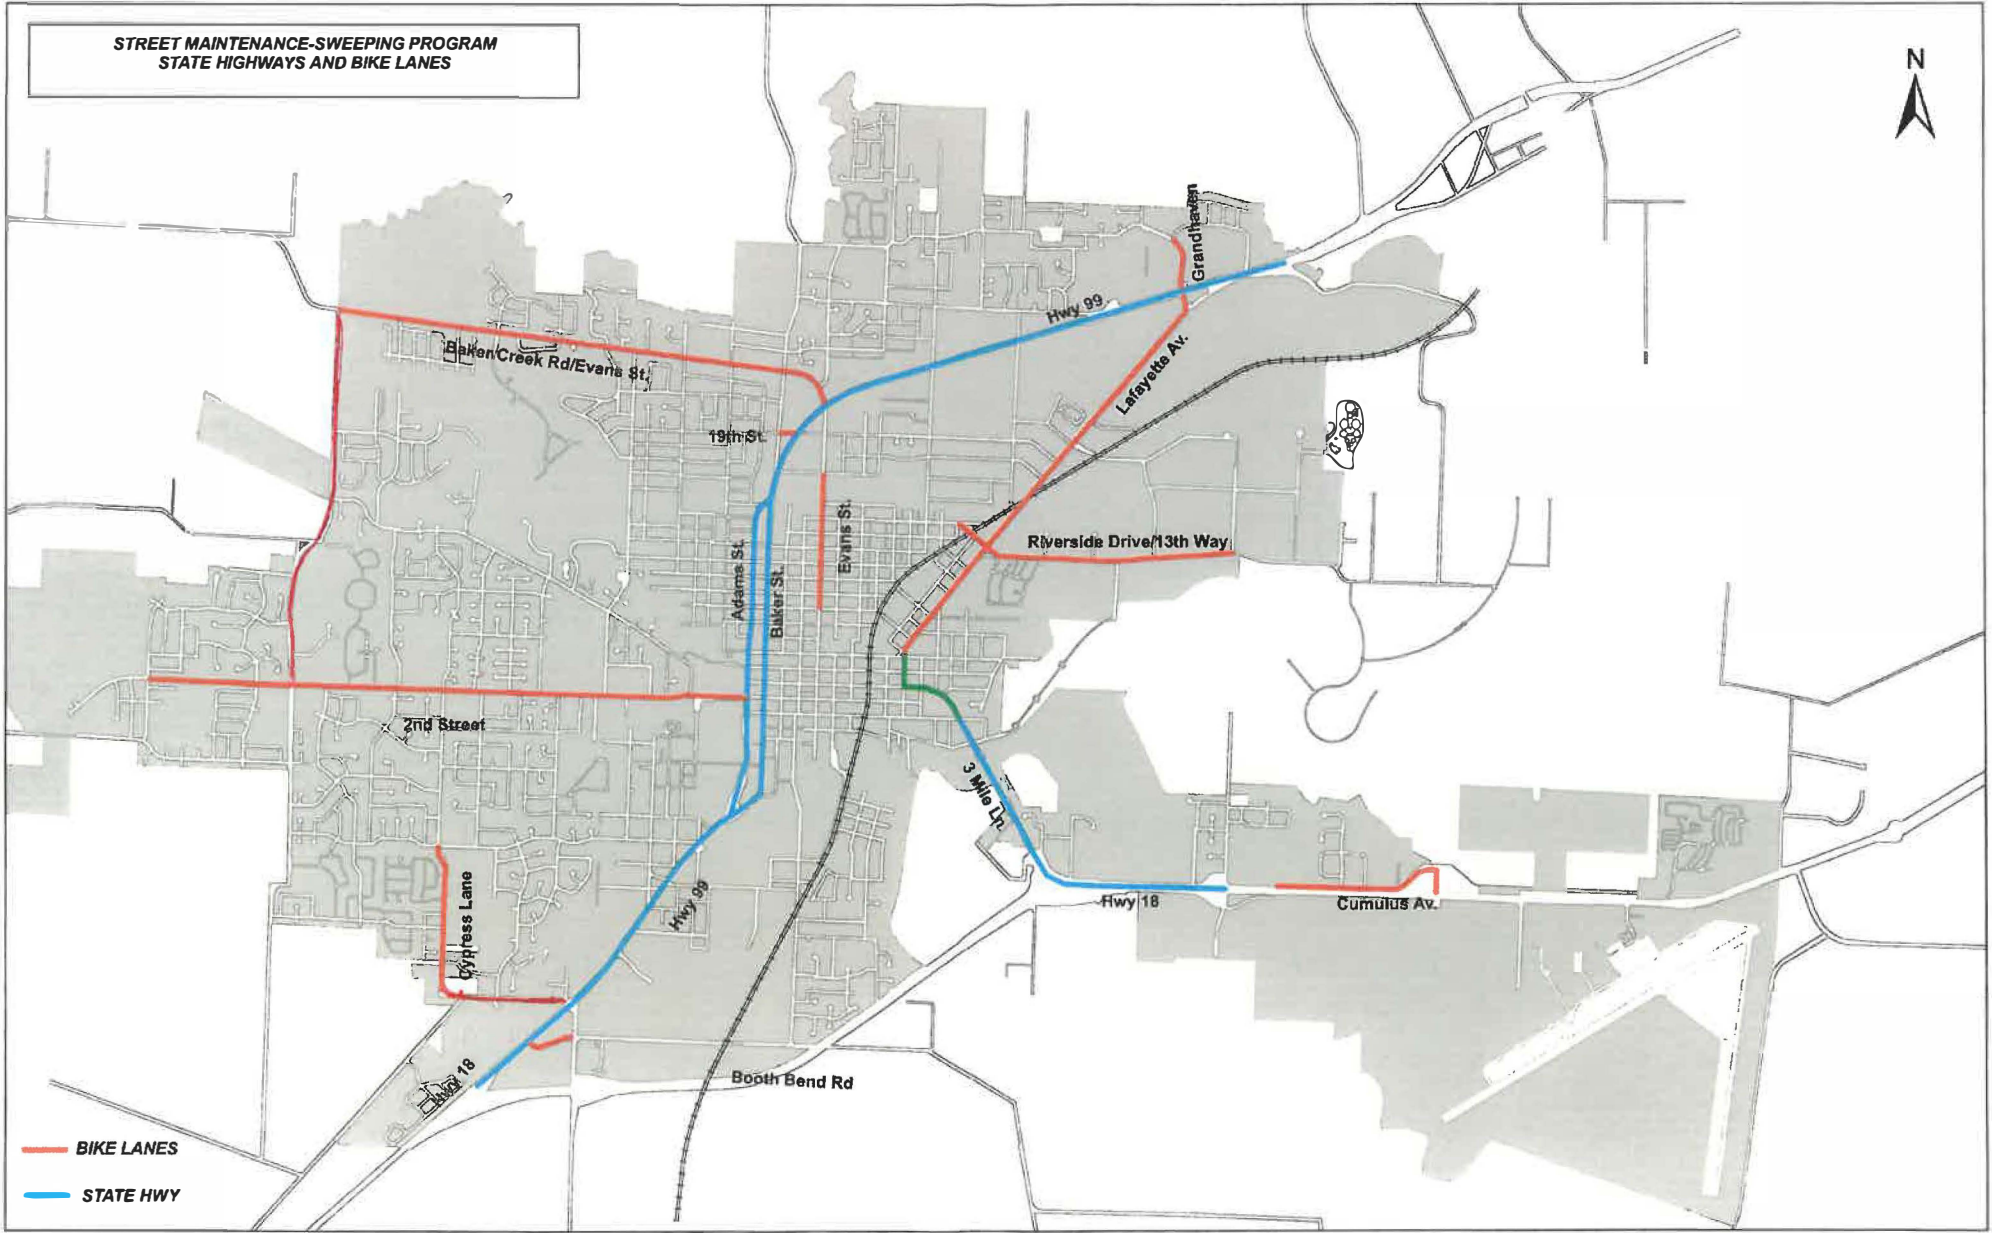 STREET MAINTENANCE-SWEEPING PROGRAM
STATE HIGHWAYS AND BIKE LANES
N
Grandhaven
Hwy 99
Baker Creek Rd/Evans St.
Lafayette Av.
19th St.
Evans St.
Riverside Drive/13th Way
Adams St.
Baker St.
2nd Street
3 Mile Ln.
Cypress Lane
Hwy 99
Hwy 18
Cumulus Av.
Hwy 18
Booth Bend Rd
BIKE LANES
STATE HWY